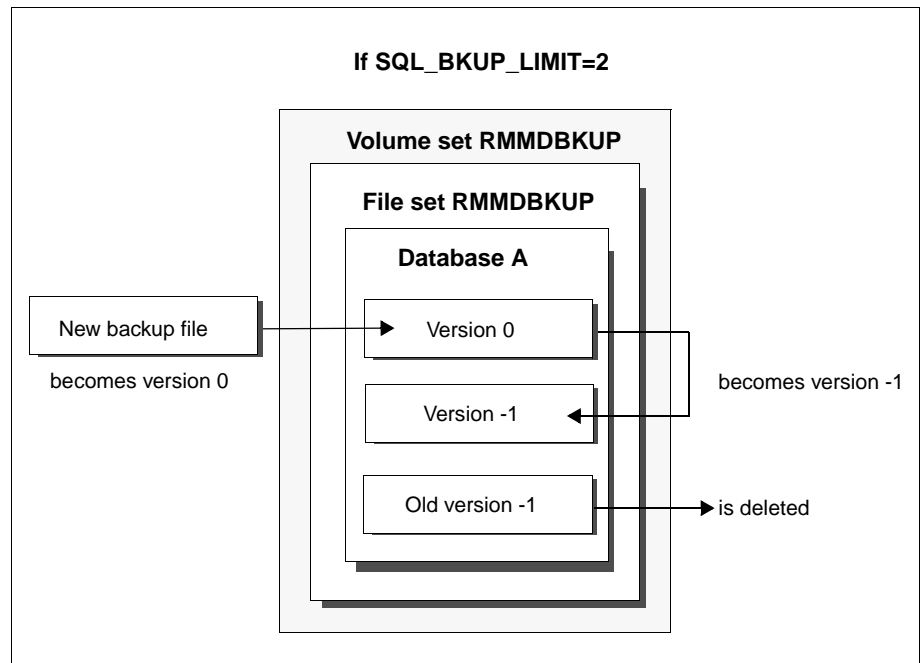 If SQL_BKUP_LIMIT=2
Volume set RMMDBKUP
File set RMMDBKUP
Database A
New backup file
becomes version 0
Version 0
becomes version -1
Version -1
Old version -1
is deleted